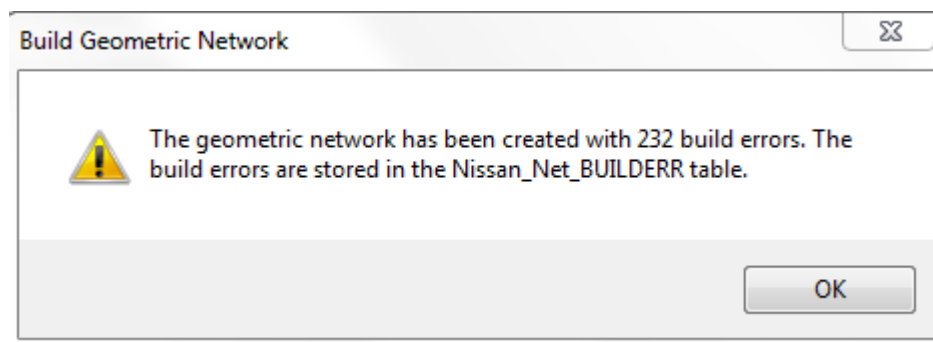 Build Geometric Network
The geometric network has been created with 232 build errors. The
build errors are stored in the Nissan_Net_BUILDERR table.
OK